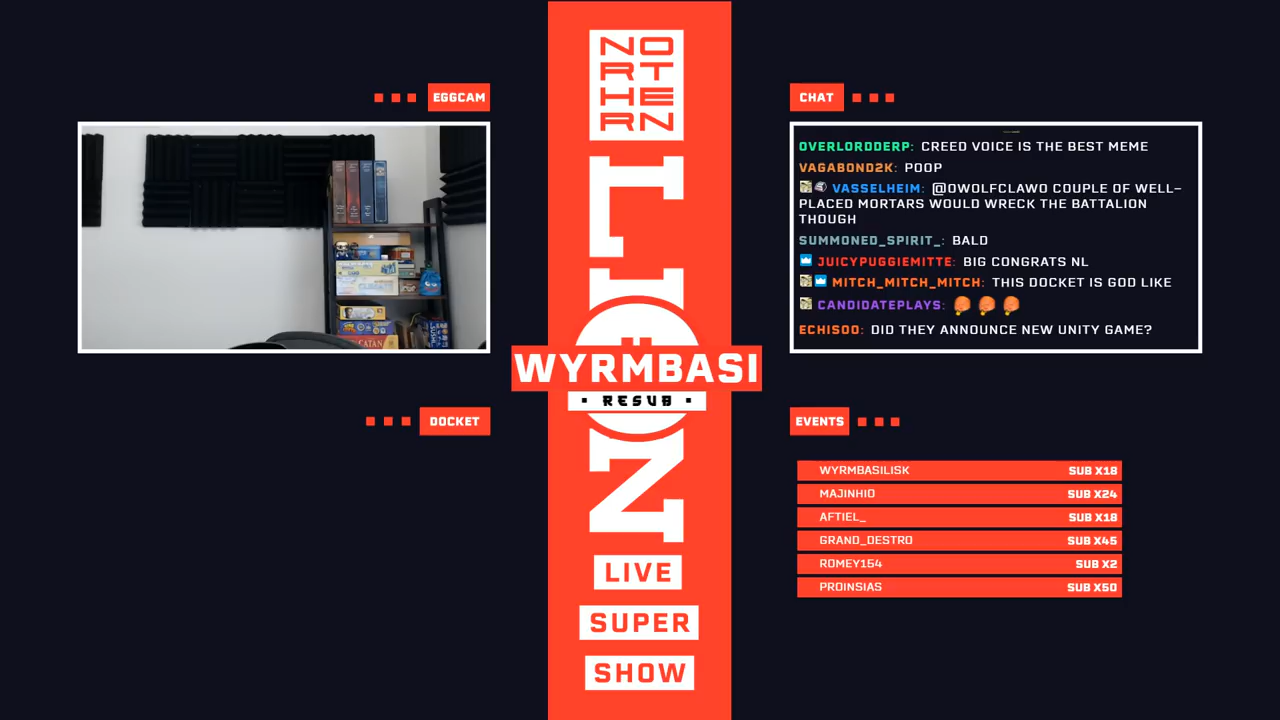 NO
RT
HE
RN
LION
WYRMBASI
· RESUB ·
LIVE
SUPER
SHOW
EGGCAM
CATAN
DOCKET
CHAT
OVERLORDDERP: CREED VOICE IS THE BEST MEME
VAGABOND2K: POOP
VASSELHEIM: @OWOLFCLAWO COUPLE OF WELL-
PLACED MORTARS WOULD WRECK THE BATTALION
THOUGH
SUMMONED_SPIRIT_: BALD
JUICYPUGGIEMITTE: BIG CONGRATS NL
MITCH_MITCH_MITCH: THIS DOCKET IS GOD LIKE
CANDIDATEPLAYS:
ECHISOO: DID THEY ANNOUNCE NEW UNITY GAME?
EVENTS
WYRMBASILISK SUB X18
MAJINHIO SUB X24
AFTIEL_ SUB X18
GRAND_DESTRO SUB X45
ROMEY154 SUB X2
PROINSIAS SUB X50